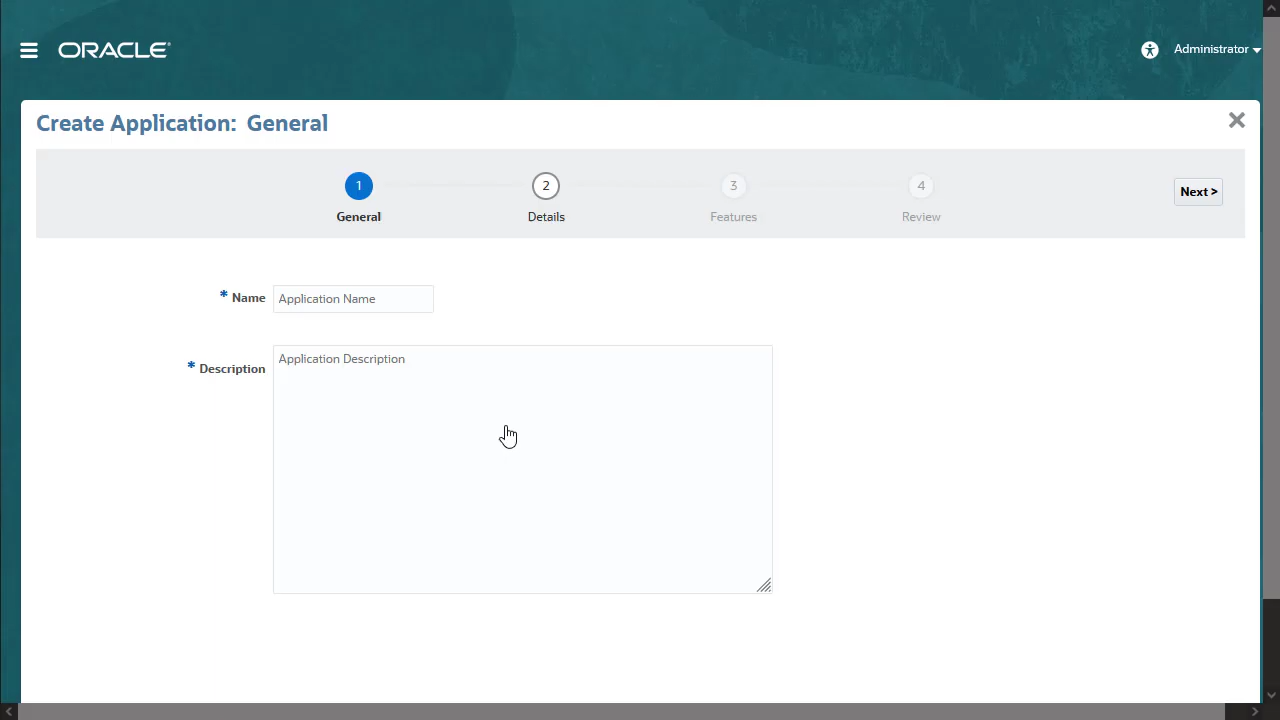 ORACLE
Administrator
Create Application: General
1
2
3
4
General
Details
Features
Review
Next >
* Name
Application Name
* Description
Application Description